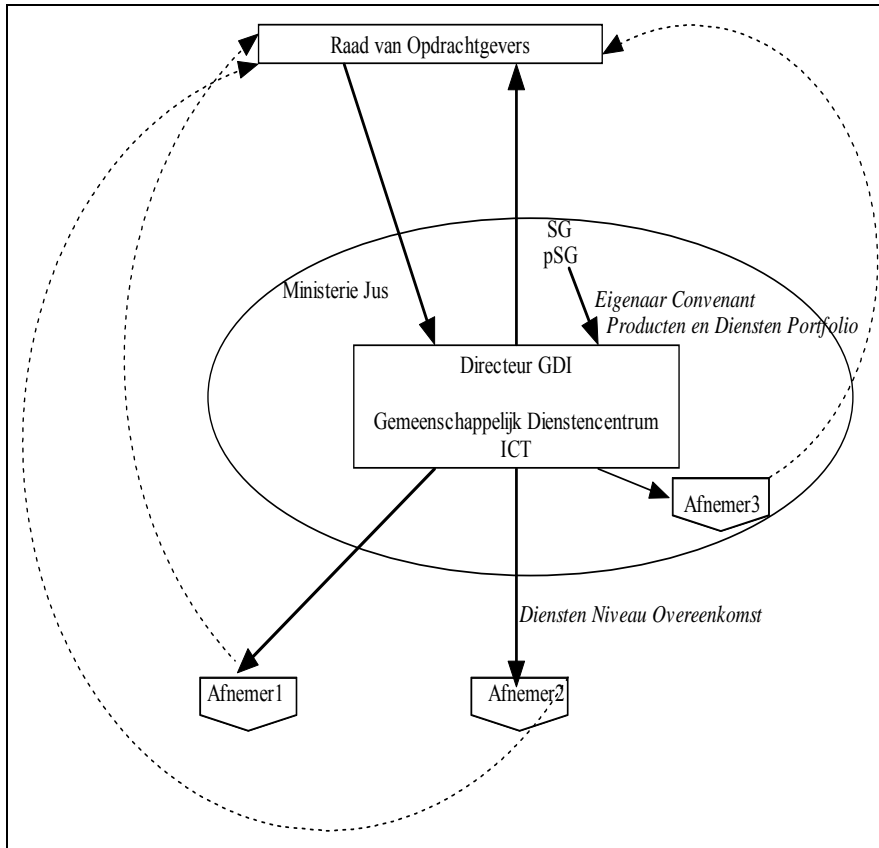 Raad van Opdrachtgevers
SG
pSG
Ministerie Jus
Eigenaar Convenant
Producten en Diensten Portfolio
Directeur GDI
Gemeenschappelijk Dienstencentrum
ICT
Afnemer3
Diensten Niveau Overeenkomst
Afnemer1
Afnemer2